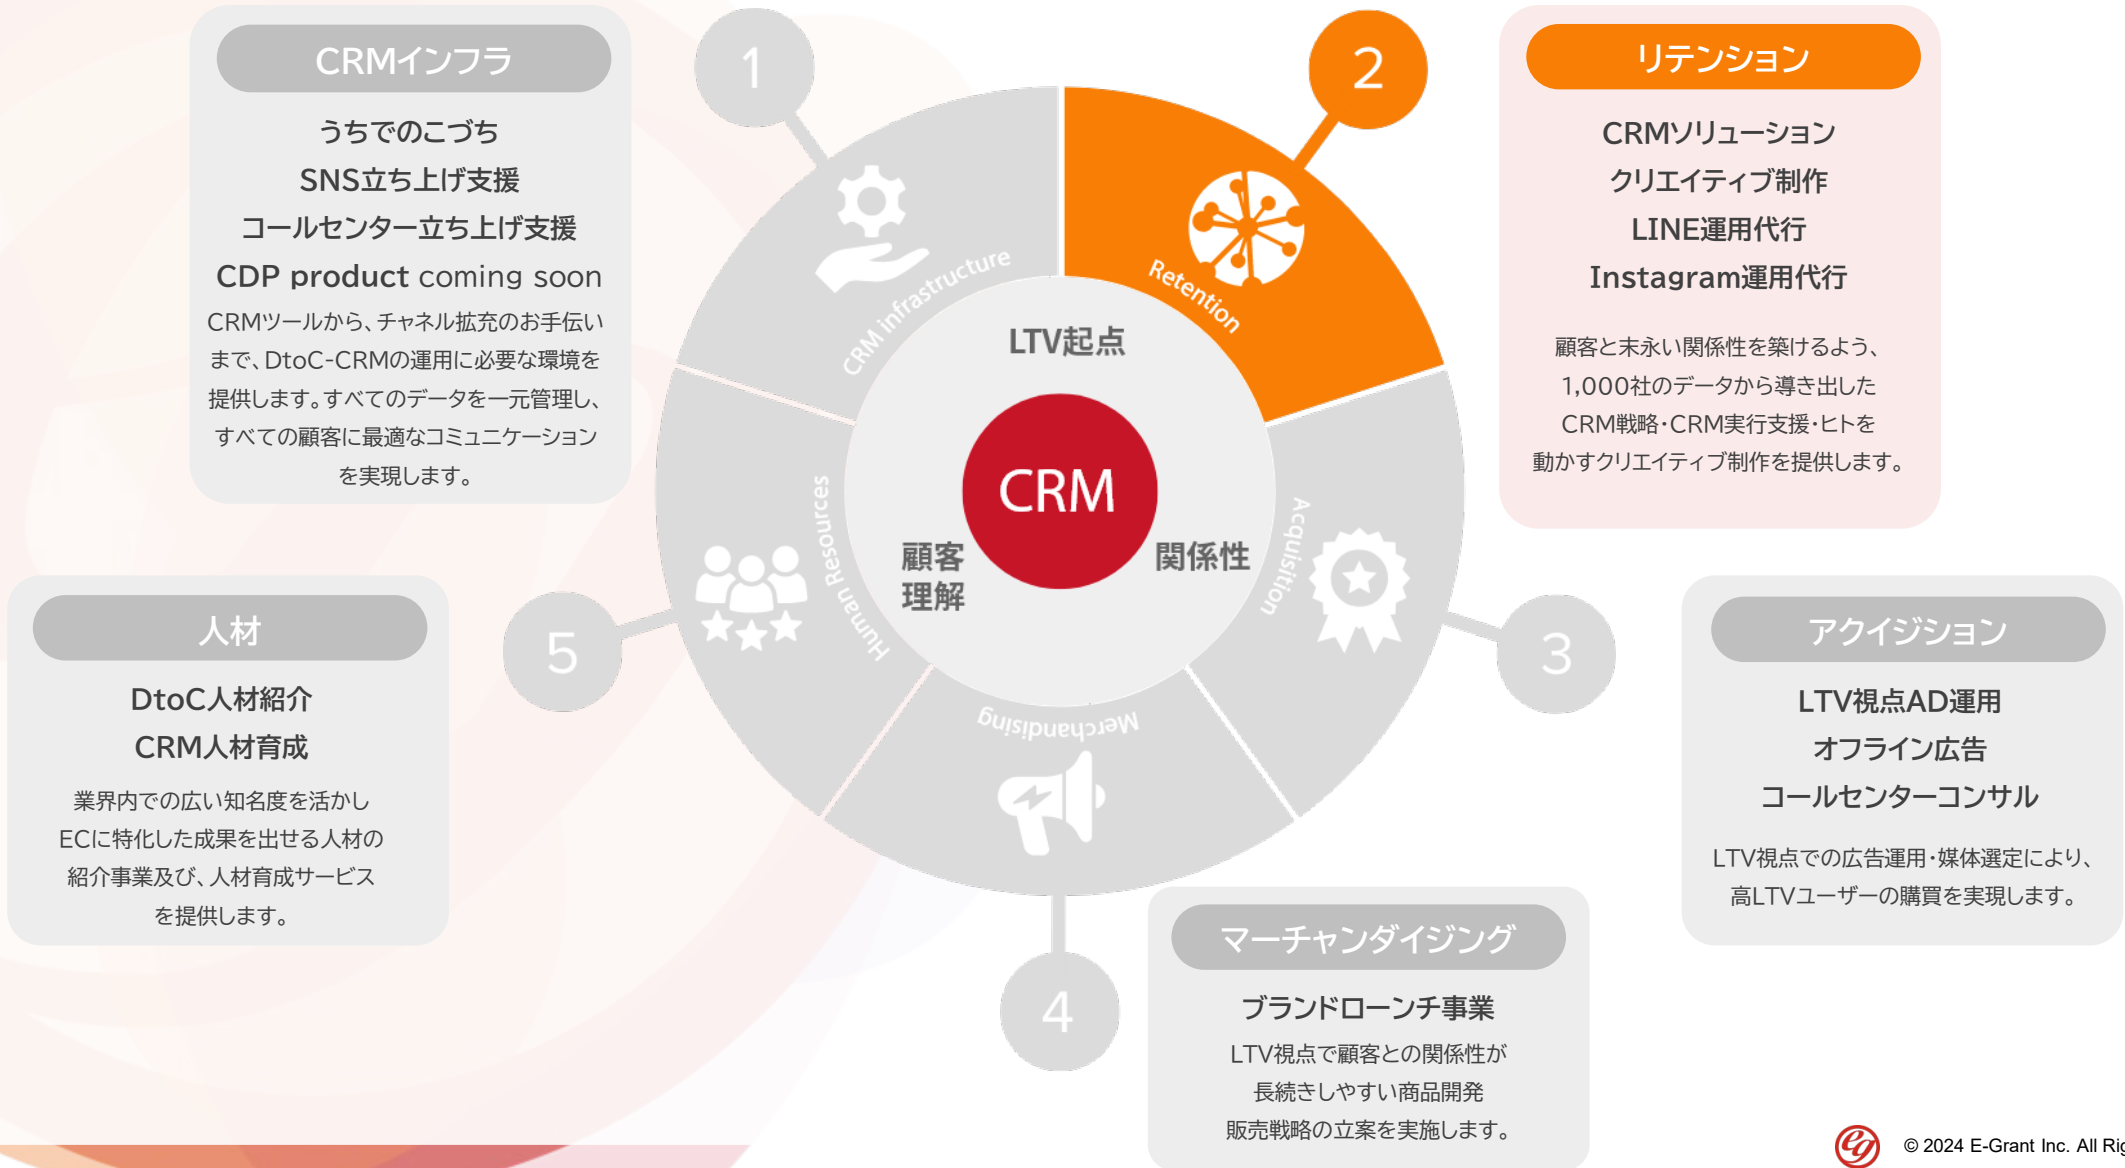 CRMインフラ
うちでのこづち
SNS立ち上げ支援
コールセンター立ち上げ支援
CDP product coming soon
CRMツールから、チャネル拡充のお手伝い
まで、DtoC-CRMの運用に必要な環境を
提供します。すべてのデータを一元管理し、
すべての顧客に最適なコミュニケーション
を実現します。
1
2
リテンション
CRMソリューション
クリエイティブ制作
LINE運用代行
Instagram運用代行
顧客と末永い関係性を築けるよう、
1,000社のデータから導き出した
CRM戦略・CRM実行支援・ヒトを
動かすクリエイティブ制作を提供します。
CRM infrastructure
Retention
Acquisition
Merchandising
Human Resources
LTV起点
CRM
顧客
理解
関係性
人材
DtoC人材紹介
CRM人材育成
業界内での広い知名度を活かし
ECに特化した成果を出せる人材の
紹介事業及び、人材育成サービス
を提供します。
5
3
アクイジション
LTV視点AD運用
オフライン広告
コールセンターコンサル
LTV視点での広告運用・媒体選定により、
高LTVユーザーの購買を実現します。
4
マーチャンダイジング
ブランドローンチ事業
LTV視点で顧客との関係性が
長続きしやすい商品開発
販売戦略の立案を実施します。
eg
© 2024 E-Grant Inc. All Rig